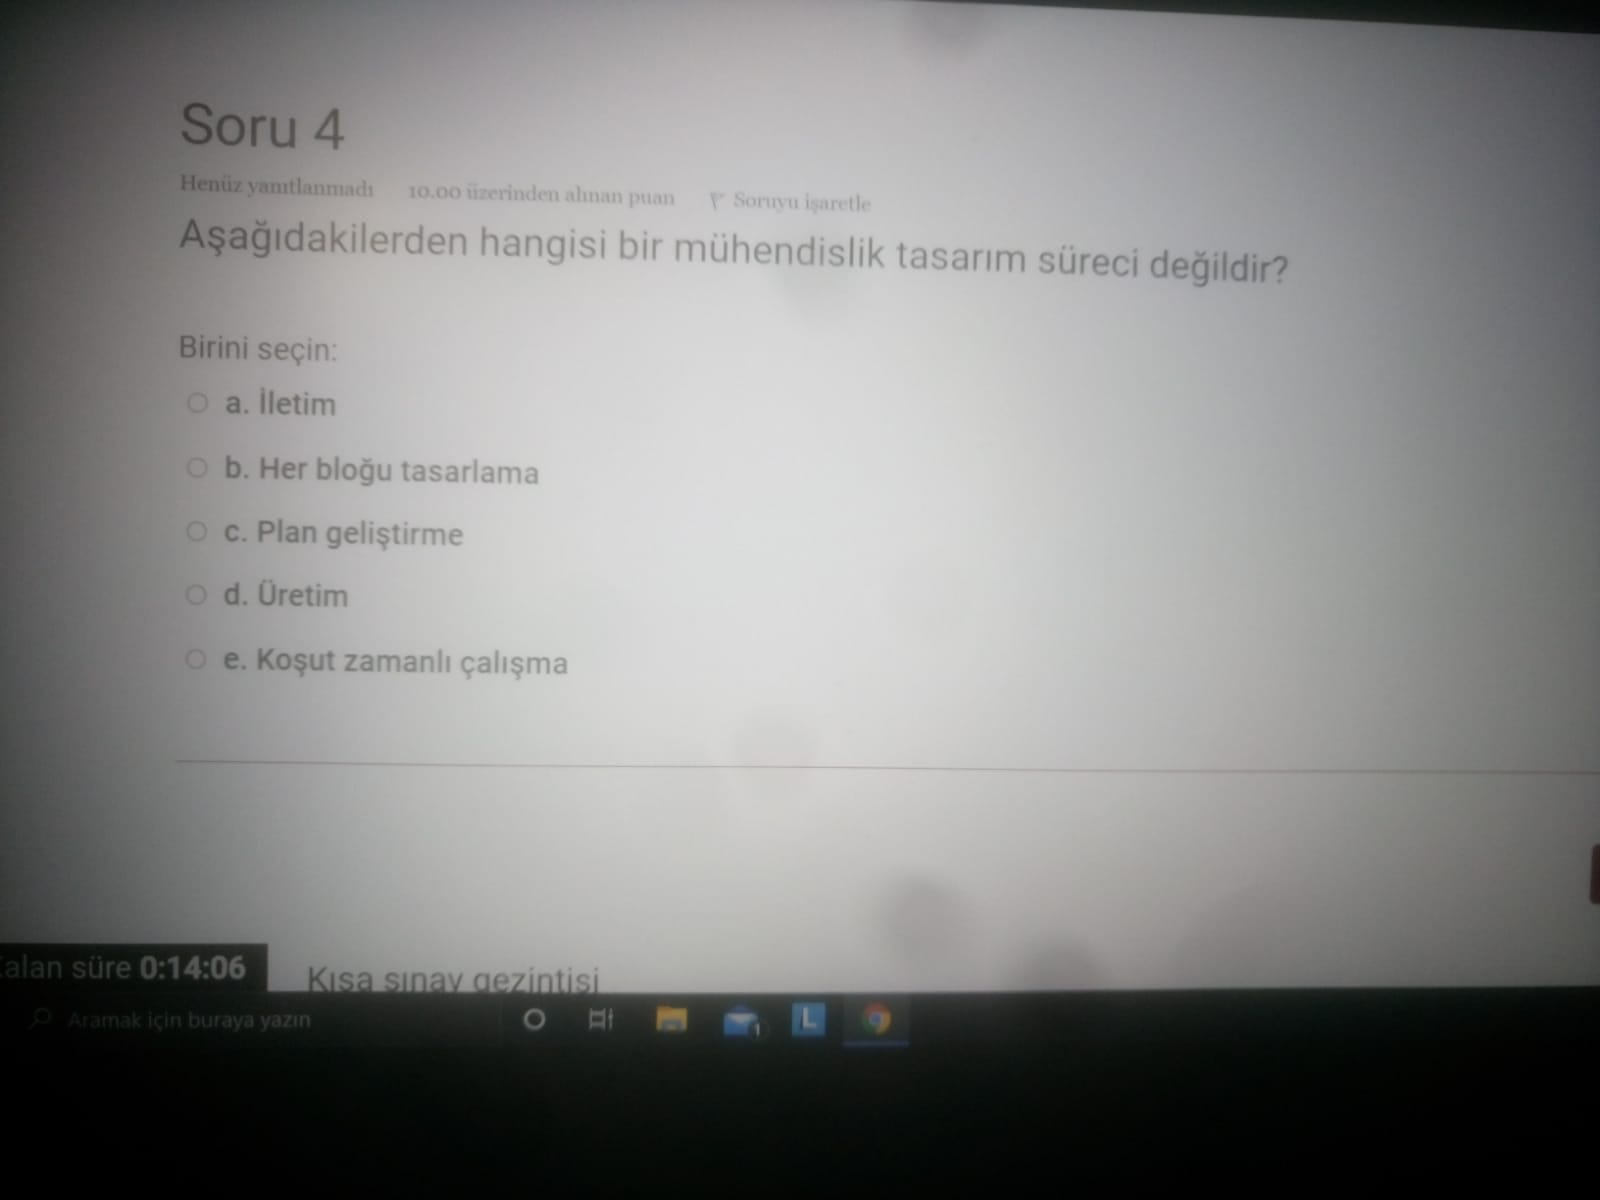 Soru 4
Henüz yanıtlanmadı 10.00 üzerinden alınan puan Soruyu işaretle
Aşağıdakilerden hangisi bir mühendislik tasarım süreci değildir?
Birini seçin:
a. İletim
b. Her bloğu tasarlama
c. Plan geliştirme
d. Üretim
e. Koşut zamanlı çalışma
alan süre 0:14:06
Kısa sınav gezintisi
Aramak için buraya yazın
1
L